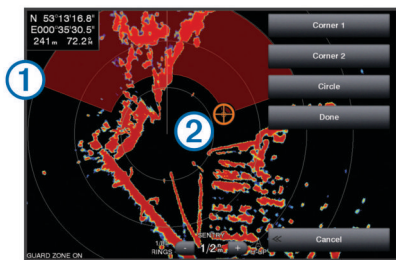 N 53°13'16.8"
E000°35'30.5"
241m 72.2°M
1
2
Corner 1
Corner 2
Circle
Done
Cancel
SENTRY
RINGS
- 1/2 +
GUARD ZONE ON